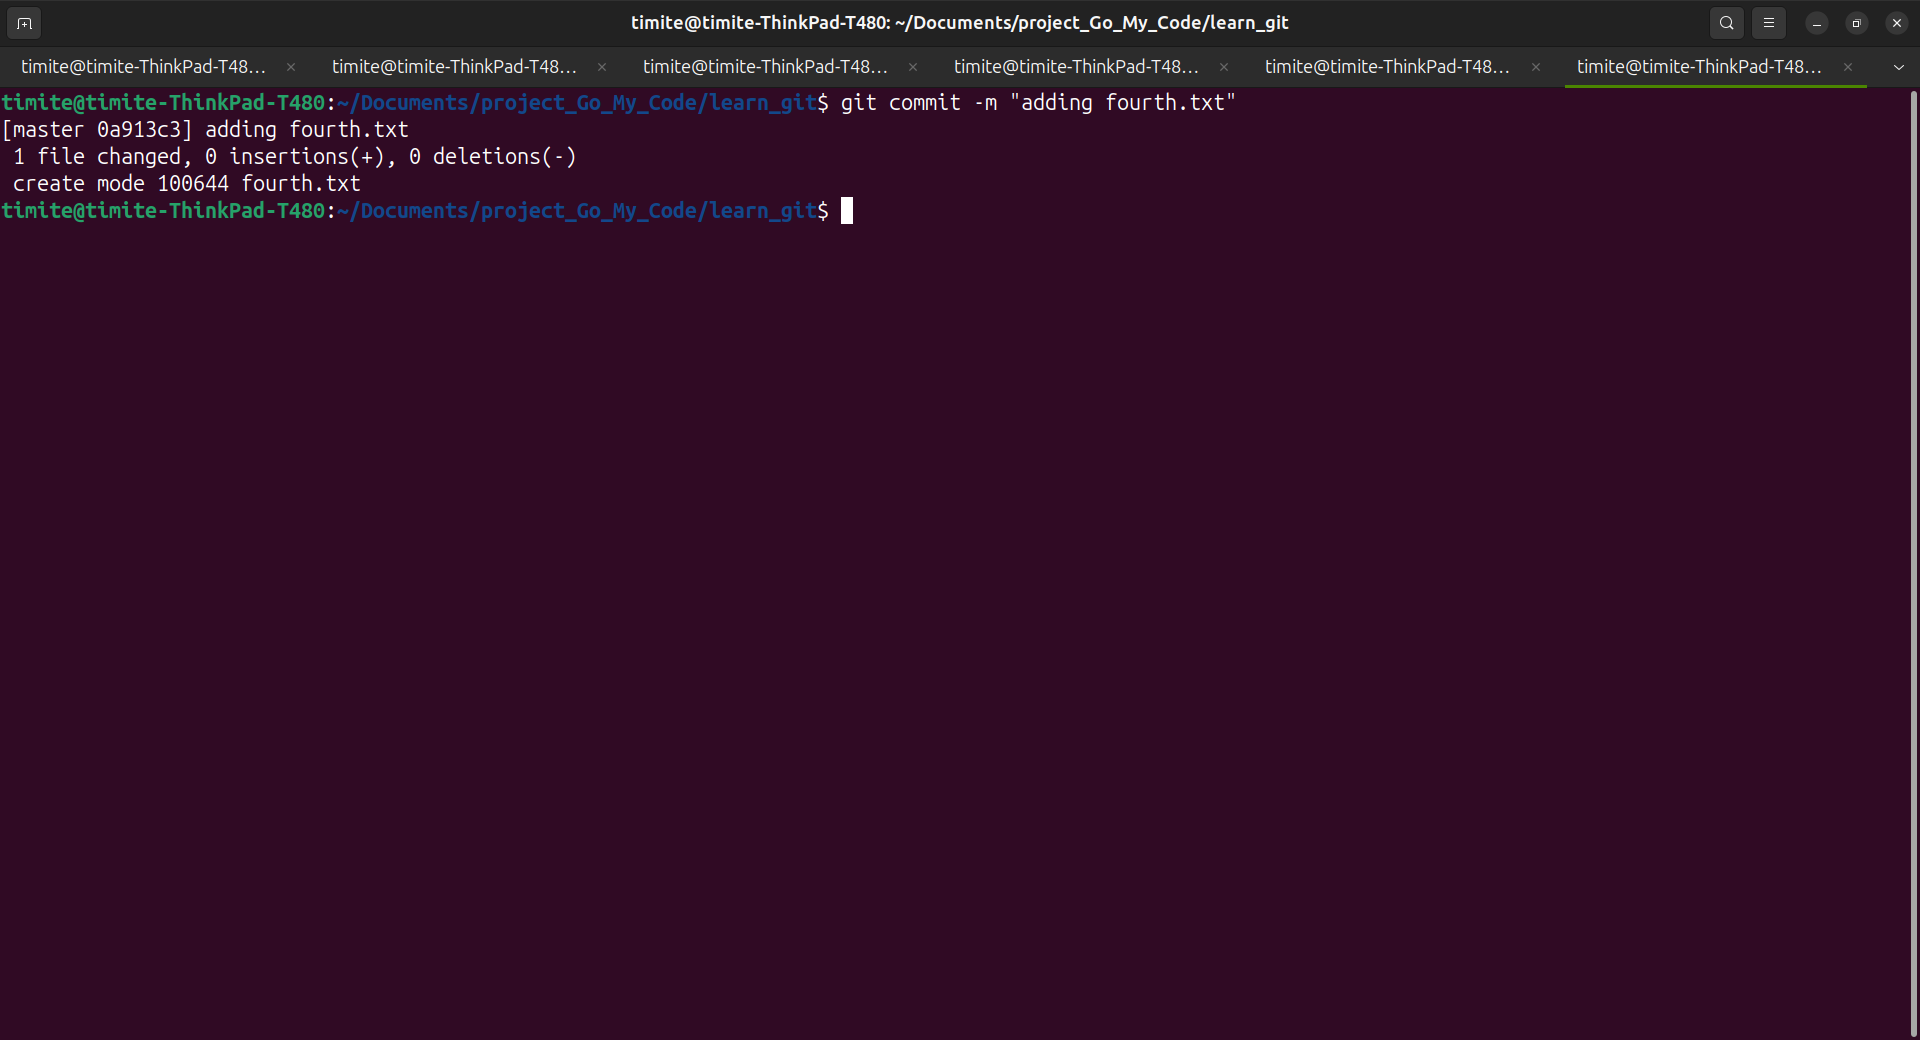 timite@timite-ThinkPad-T480: ~/Documents/project_Go_My_Code/learn_git
timite@timite-ThinkPad-T48... timite@timite-ThinkPad-T48... timite@timite-ThinkPad-T48... timite@timite-ThinkPad-T48... timite@timite-ThinkPad-T48... timite@timite-ThinkPad-T48...
timite@timite-ThinkPad-T480:~/Documents/project_Go_My_Code/learn_git$ git commit -m "adding fourth.txt"
[master 0a913c3] adding fourth.txt
 1 file changed, 0 insertions(+), 0 deletions(-)
 create mode 100644 fourth.txt
timite@timite-ThinkPad-T480:~/Documents/project_Go_My_Code/learn_git$